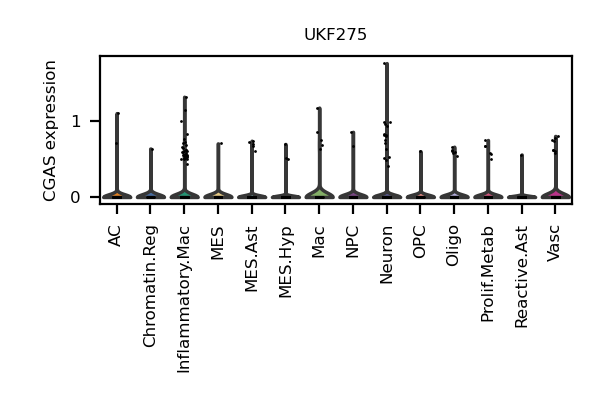 UKF275
CGAS expression
1
0
AC
Chromatin.Reg
Inflammatory.Mac
MES
MES.Ast
MES.Hyp
Mac
NPC
Neuron
OPC
Oligo
Prolif.Metab
Reactive.Ast
Vasc